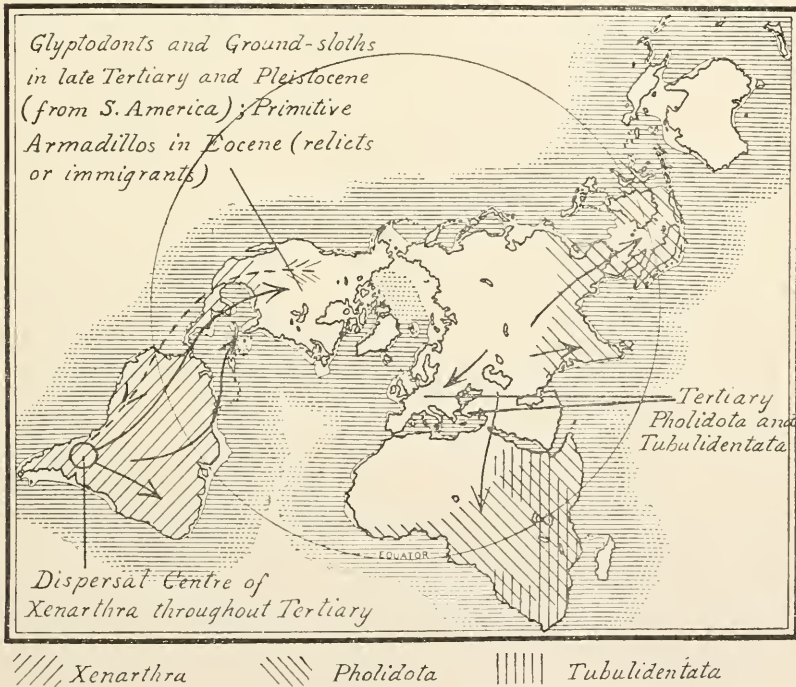 Glyptodonts and Ground-sloths
in late Tertiary and Pleistocene
(from S. America); Primitive
Armadillos in Eocene (relicts
or immigrants)
Tertiary
Pholidota and
Tubulidentata
EQUATOR
Dispersal Centre of
Xenarthra throughout Tertiary
Xenarthra Pholidota Tubulidentata